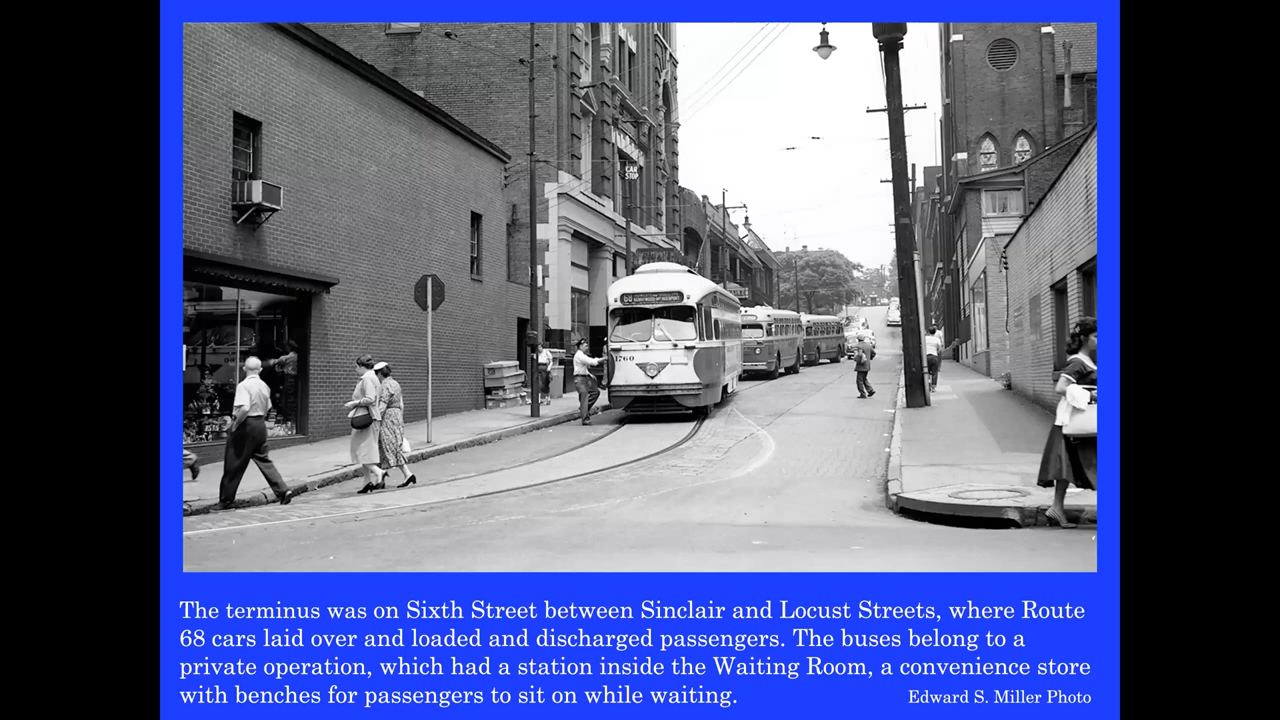 CAR
STOP
68
1760
The terminus was on Sixth Street between Sinclair and Locust Streets, where Route
68 cars laid over and loaded and discharged passengers. The buses belong to a
private operation, which had a station inside the Waiting Room, a convenience store
with benches for passengers to sit on while waiting.
Edward S. Miller Photo